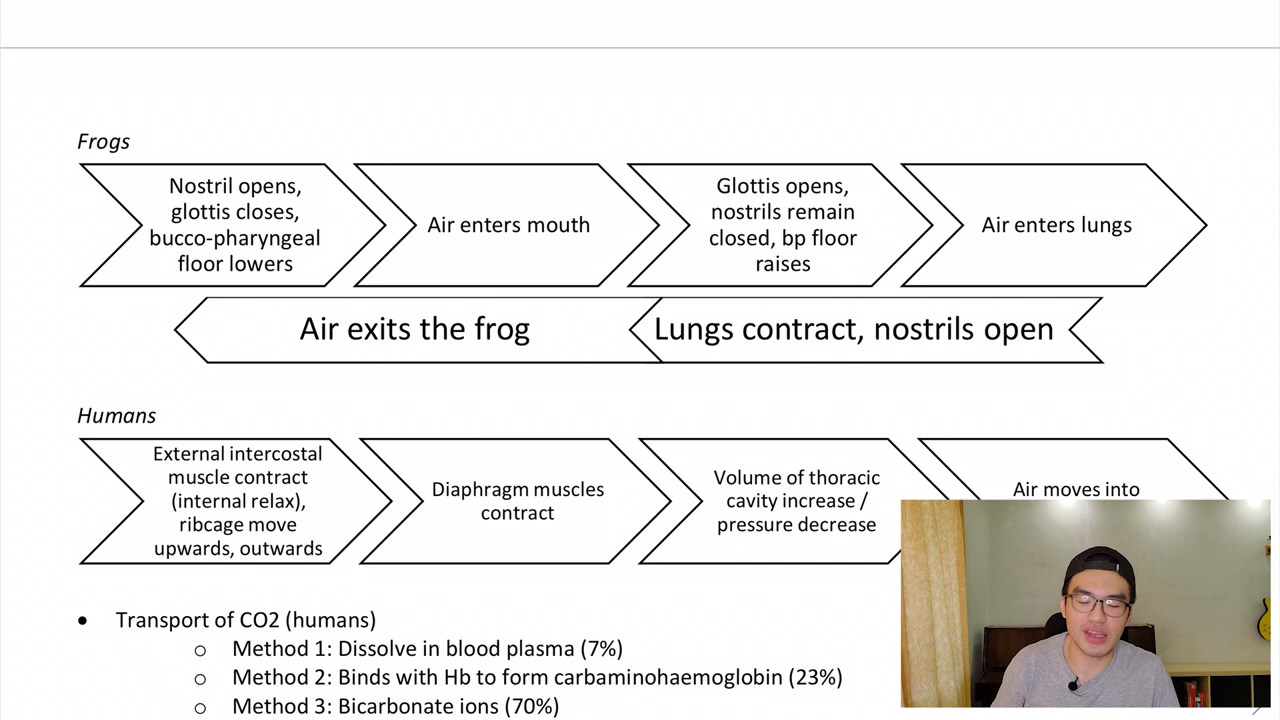 Frogs
Nostril opens,
glottis closes,
bucco-pharyngeal
floor lowers
Air enters mouth
Glottis opens,
nostrils remain
closed, bp floor
raises
Air enters lungs
Air exits the frog
Lungs contract, nostrils open
Humans
External intercostal
muscle contract
(internal relax),
ribcage move
upwards, outwards
Diaphragm muscles
contract
Volume of thoracic
cavity increase /
pressure decrease
Air moves into
• Transport of CO2 (humans)
o Method 1: Dissolve in blood plasma (7%)
o Method 2: Binds with Hb to form carbaminohaemoglobin (23%)
o Method 3: Bicarbonate ions (70%)